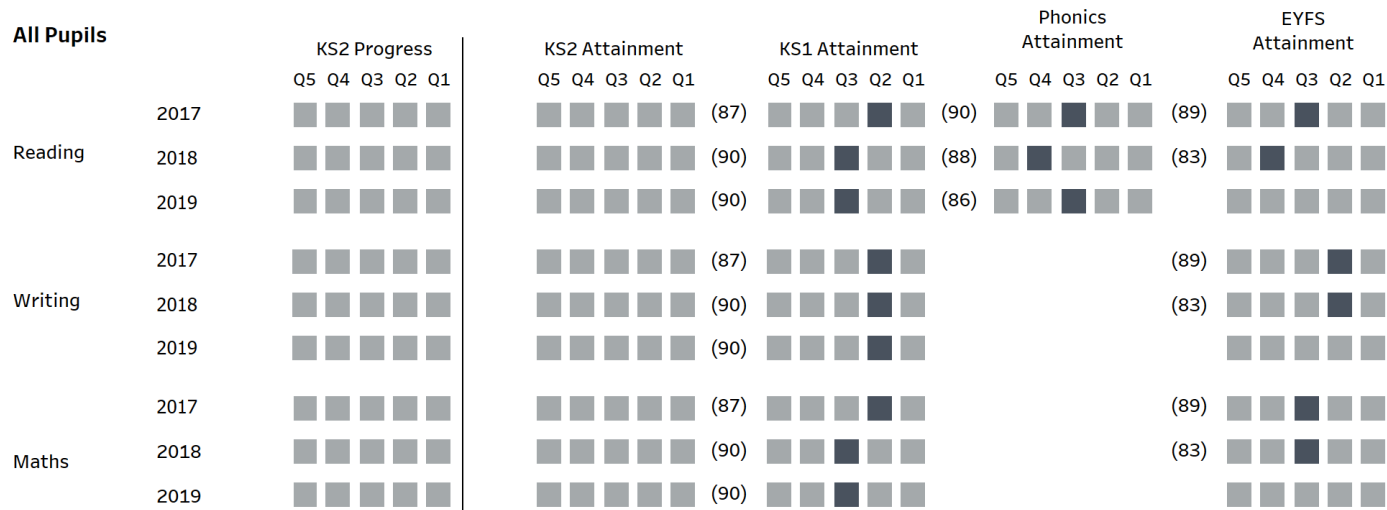 All Pupils
KS2 Progress
KS2 Attainment
KS1 Attainment
Phonics
Attainment
EYFS
Attainment
Q5 Q4 Q3 Q2 Q1 Q5 Q4 Q3 Q2 Q1 Q5 Q4 Q3 Q2 Q1 Q5 Q4 Q3 Q2 Q1 Q5 Q4 Q3 Q2 Q1
Reading
2017 (87) (90) (89)
2018 (90) (88) (83)
2019 (90) (86)
Writing
2017 (87) (89)
2018 (90) (83)
2019 (90)
Maths
2017 (87) (89)
2018 (90) (83)
2019 (90)